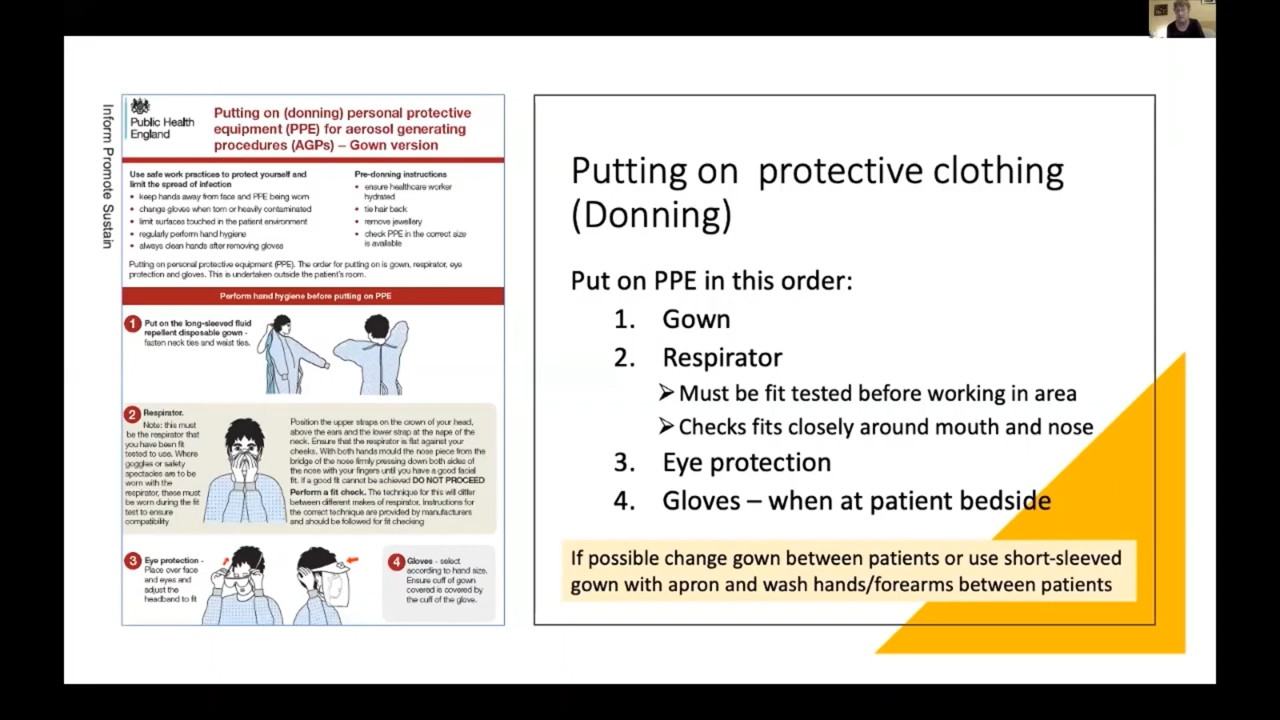 Inform Promote Sustain
Public Health
England
Putting on (donning) personal protective
equipment (PPE) for aerosol generating
procedures (AGPs) – Gown version
Use safe work practices to protect yourself and
limit the spread of infection
• keep hands away from face and PPE being worn
• change gloves when torn or heavily contaminated
• limit surfaces touched in the patient environment
• regularly perform hand hygiene
• always clean hands after removing gloves
Pre-donning instructions
• ensure healthcare worker
hydrated
• tie hair back
• remove jewellery
• check PPE in the correct size
is available
Putting on personal protective equipment (PPE). The order for putting on is gown, respirator, eye
protection and gloves. This is undertaken outside the patient's room.
Perform hand hygiene before putting on PPE
1 Put on the long-sleeved fluid
repellent disposable gown -
fasten neck ties and waist ties.
2 Respirator.
Note: this must
be the respirator that
you have been fit
tested to use. Where
goggles or safety
spectacles are to be
worn with the
respirator, these must
be worn during the fit
test to ensure
compatibility
Position the upper straps on the crown of your head,
above the ears and the lower strap at the nape of the
neck. Ensure that the respirator is flat against your
cheeks. With both hands mould the nose piece from the
bridge of the nose firmly pressing down both sides of
the nose with your fingers until you have a good facial
fit. If a good fit cannot be achieved DO NOT PROCEED
Perform a fit check. The technique for this will differ
between different makes of respirator. Instructions for
the correct technique are provided by manufacturers
and should be followed for fit checking
3 Eye protection -
Place over face
and eyes and
adjust the
headband to fit
4 Gloves - select
according to hand size.
Ensure cuff of gown
covered is covered by
the cuff of the glove.
Putting on protective clothing
(Donning)
Put on PPE in this order:
1. Gown
2. Respirator
➢ Must be fit tested before working in area
➢ Checks fits closely around mouth and nose
3. Eye protection
4. Gloves – when at patient bedside
If possible change gown between patients or use short-sleeved
gown with apron and wash hands/forearms between patients